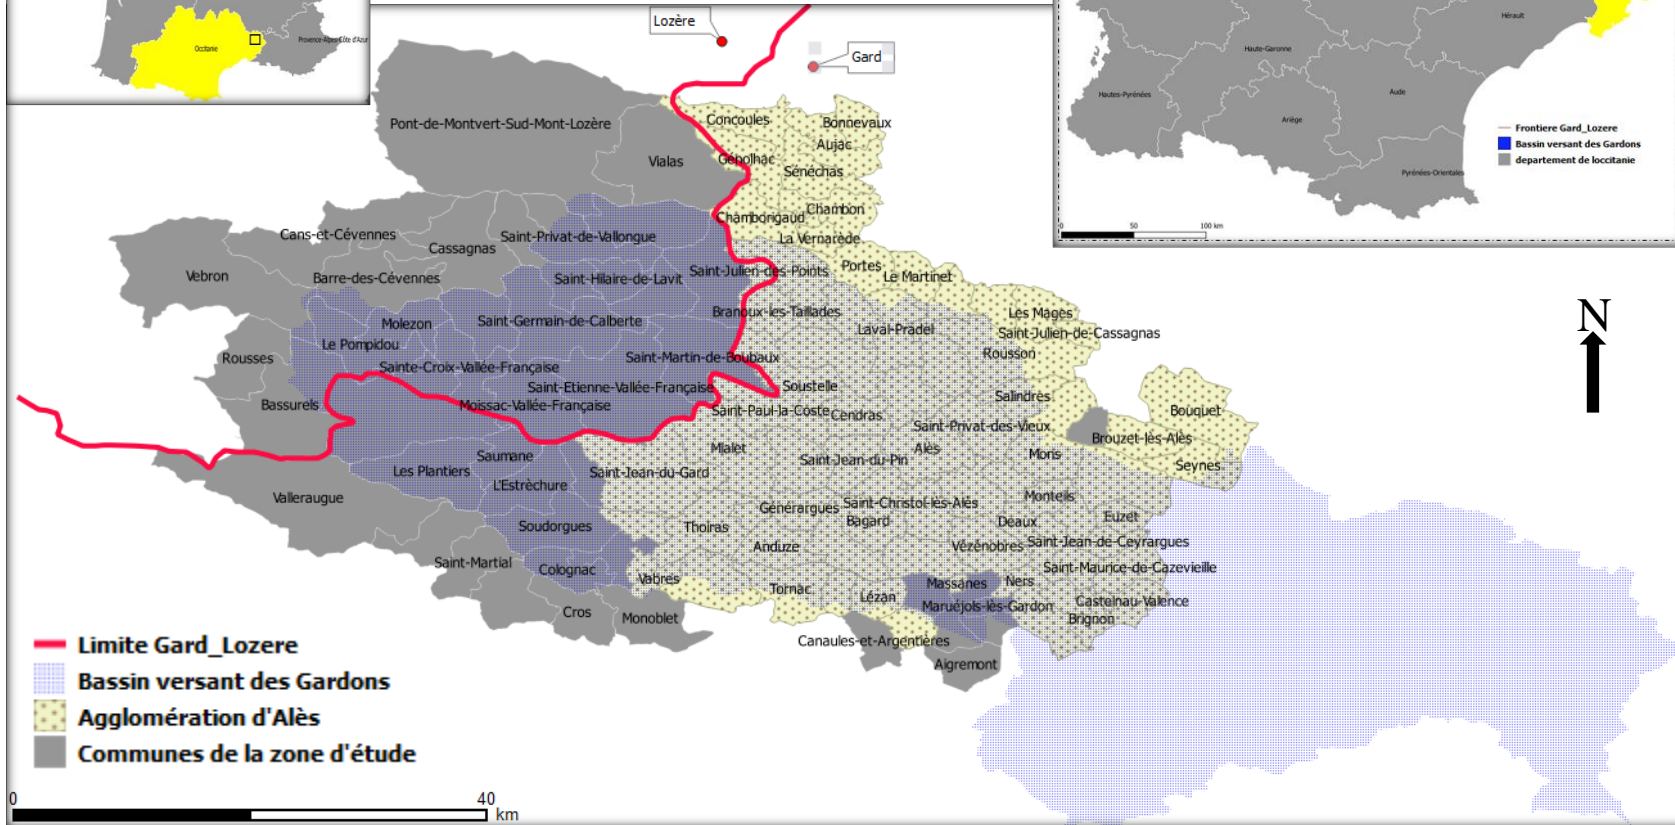 Occitanie
Provence-Alpes-Côte d'Azur
Lozère
Gard
Hérault
Haute-Garonne
Hautes-Pyrénées
Aude
Ariège
Pyrénées-Orientales
Frontiere Gard_Lozere
Bassin versant des Gardons
departement de loccitanie
0 50 100 km
Concoules
Bonnevaux
Pont-de-Montvert-Sud-Mont-Lozère
Aujac
Vialas
Génolhac
Sénéchas
Chambon
Chamborigaud
Cans-et-Cévennes
Saint-Privat-de-Vallongue
La Vernarède
Cassagnas
Portes
Saint-Julien-des-Points
Vebron
Barre-des-Cévennes
Saint-Hilaire-de-Lavit
Le Martinet
Branoux-les-Taillades
Les Mages
Molezon
Saint-Germain-de-Calberte
Laval-Pradel
Saint-Julien-de-Cassagnas
Le Pompidou
Rousson
Rousses
Saint-Martin-de-Boubaux
Sainte-Croix-Vallée-Française
Saint-Etienne-Vallée-Française
Soustelle
Salindres
Bassurels
Moissac-Vallée-Française
Saint-Paul-la-Coste
Cendras
Bouquet
Saint-Privat-des-Vieux
Brouzet-lès-Alès
Saumane
Mialet
Alès
Mons
Les Plantiers
Saint-Jean-du-Gard
Saint-Jean-du-Pin
Seynes
L'Estrèchure
Valleraugue
Monteils
Générargues
Saint-Christol-lès-Alès
Soudorgues
Thoiras
Bagard
Deaux
Euzet
Anduze
Vézénobres
Saint-Jean-de-Ceyrargues
Saint-Martial
Colognac
Vabres
Saint-Maurice-de-Cazevieille
Tornac
Massanes
Ners
Lézan
Cros
Monoblet
Maruéjols-lès-Gardon
Castelnau-Valence
Brignon
Canaules-et-Argentières
Aigremont
N
Limite Gard_Lozere
Bassin versant des Gardons
Agglomération d'Alès
Communes de la zone d'étude
0 40
km